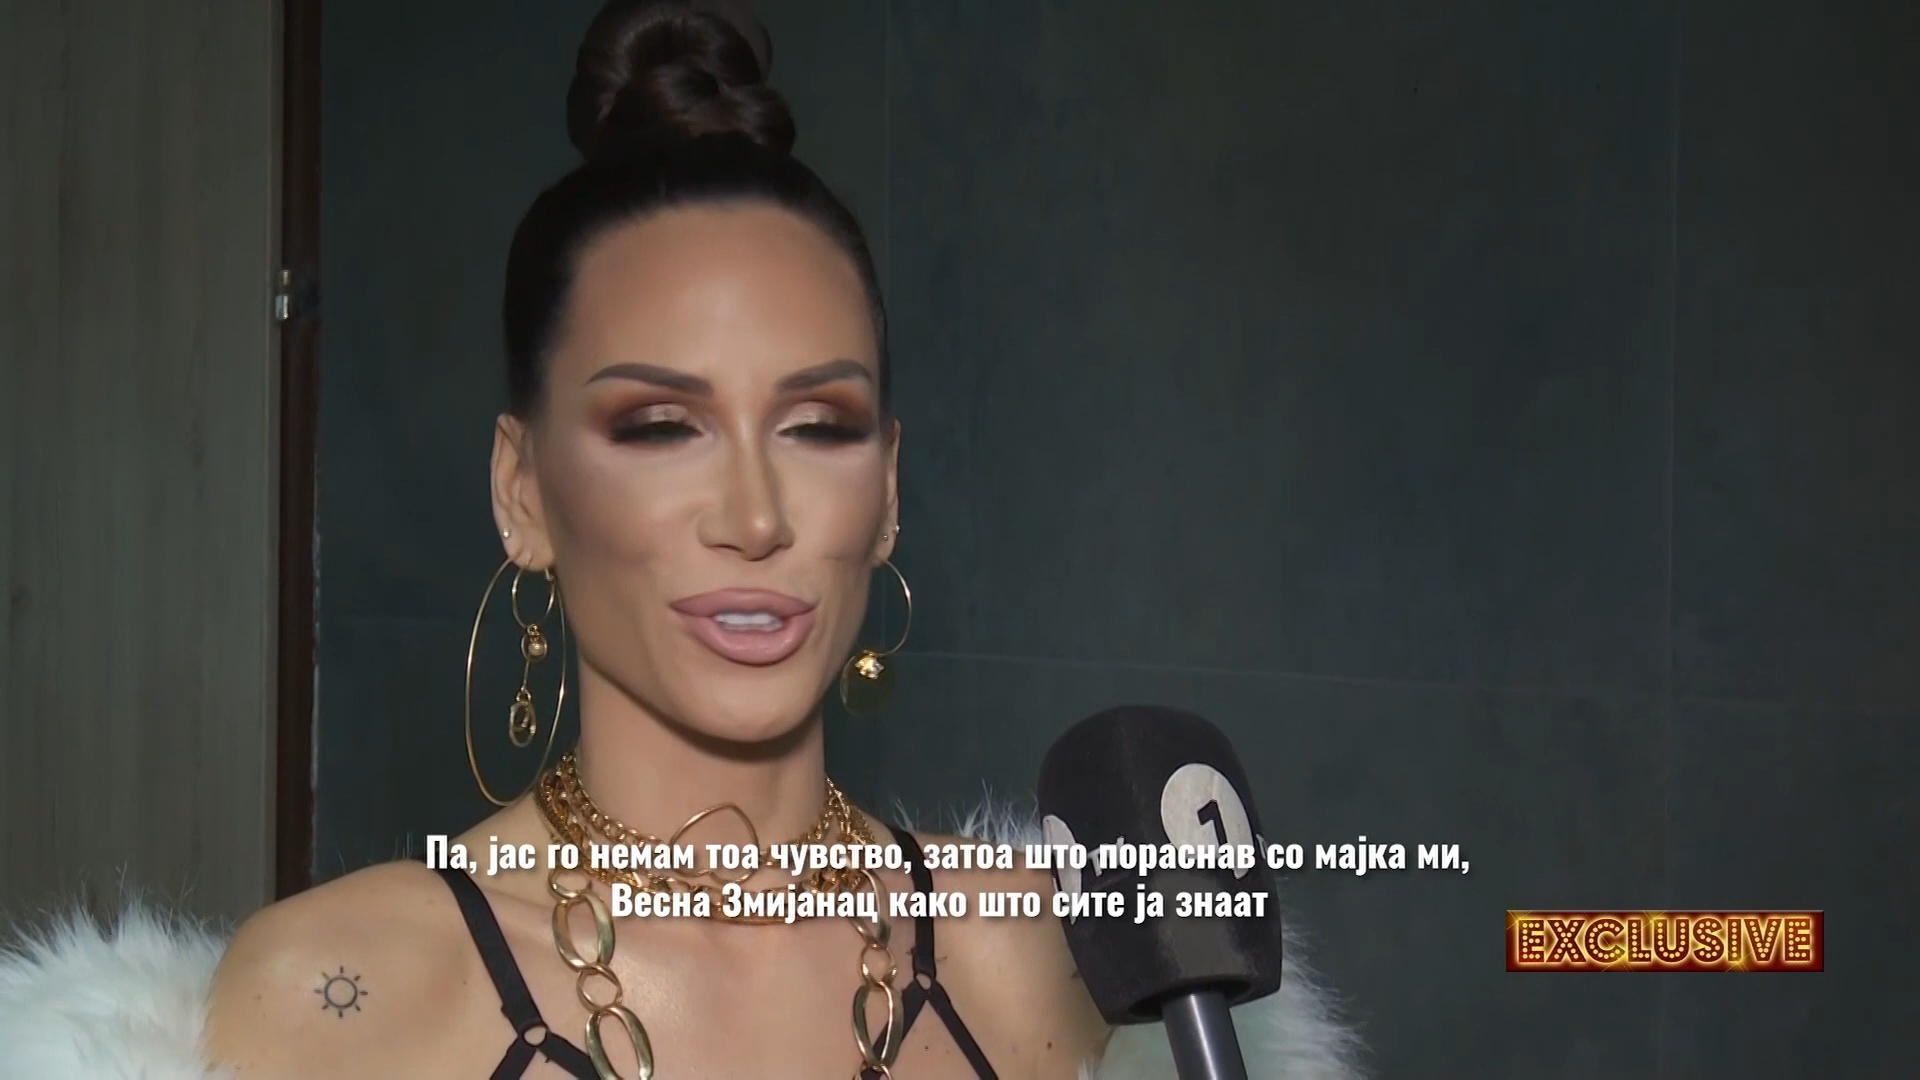 Па, јас го немам тоа чувство, затоа што пораснав со мајка ми,
Весна Змијанац како што сите ја знаат
1
EXCLUSIVE